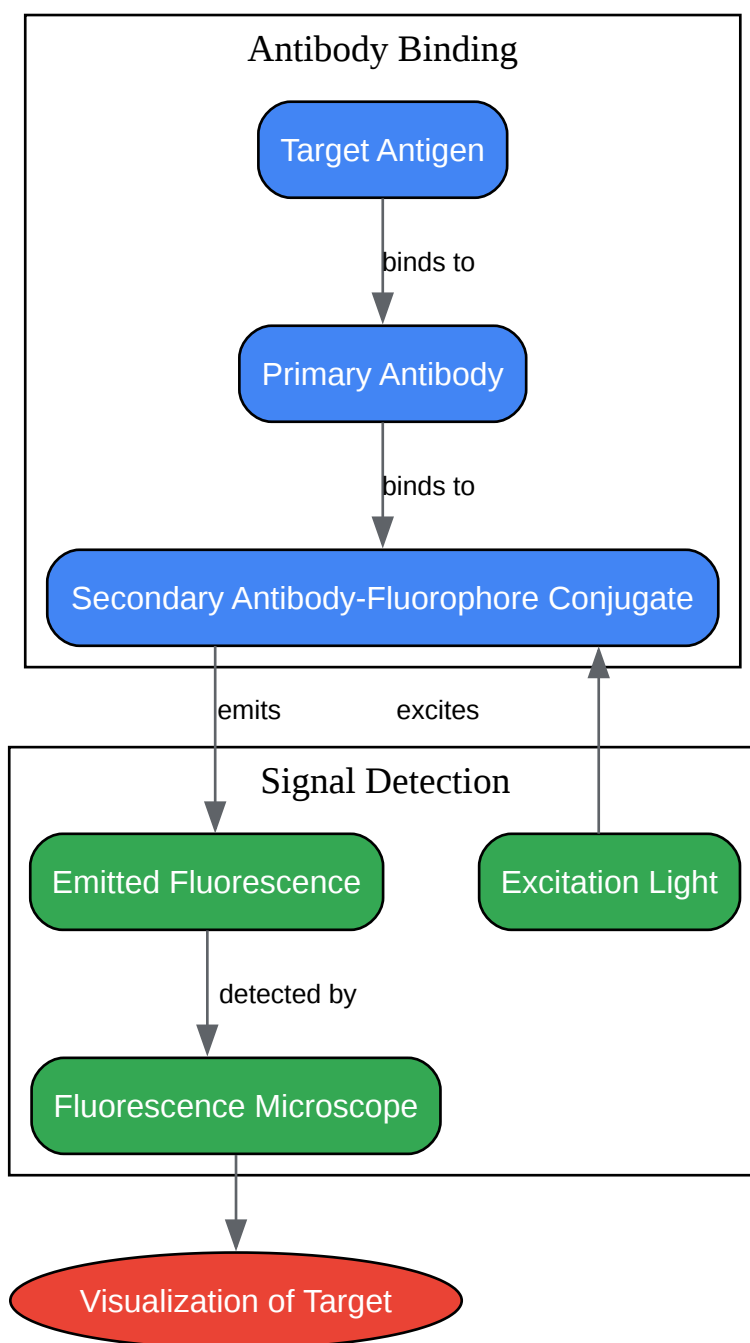 Antibody Binding
Target Antigen
binds to
Primary Antibody
binds to
Secondary Antibody-Fluorophore Conjugate
emits
excites
Signal Detection
Emitted Fluorescence
Excitation Light
detected by
Fluorescence Microscope
Visualization of Target